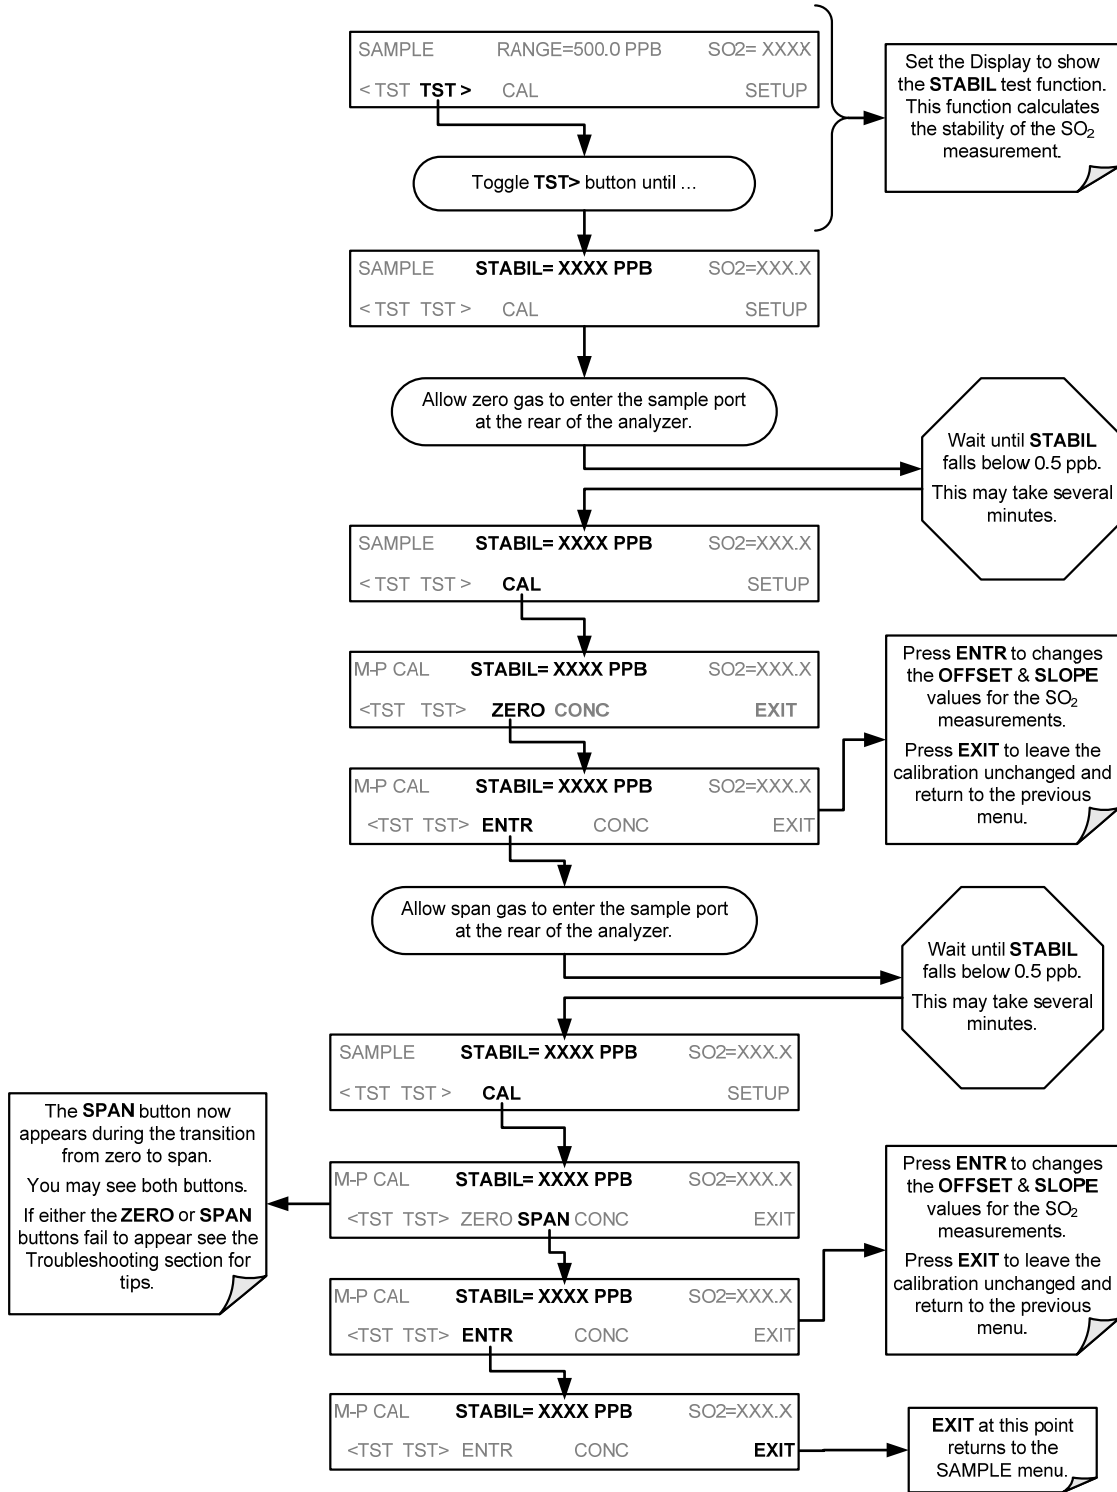 SAMPLE RANGE=500.0 PPB SO2= XXXX
< TST TST > CAL SETUP
Set the Display to show
the STABIL test function.
This function calculates
the stability of the SO₂
measurement.
Toggle TST> button until ...
SAMPLE STABIL= XXXX PPB SO2=XXX.X
< TST TST > CAL SETUP
Allow zero gas to enter the sample port
at the rear of the analyzer.
Wait until STABIL
falls below 0.5 ppb.
This may take several
minutes.
SAMPLE STABIL= XXXX PPB SO2=XXX.X
< TST TST > CAL SETUP
M-P CAL STABIL= XXXX PPB SO2=XXX.X
<TST TST> ZERO CONC EXIT
M-P CAL STABIL= XXXX PPB SO2=XXX.X
<TST TST> ENTR CONC EXIT
Press ENTR to changes
the OFFSET & SLOPE
values for the SO₂
measurements.
Press EXIT to leave the
calibration unchanged and
return to the previous
menu.
Allow span gas to enter the sample port
at the rear of the analyzer.
Wait until STABIL
falls below 0.5 ppb.
This may take several
minutes.
SAMPLE STABIL= XXXX PPB SO2=XXX.X
< TST TST > CAL SETUP
The SPAN button now
appears during the transition
from zero to span.
You may see both buttons.
If either the ZERO or SPAN
buttons fail to appear see the
Troubleshooting section for
tips.
M-P CAL STABIL= XXXX PPB SO2=XXX.X
<TST TST> ZERO SPAN CONC EXIT
M-P CAL STABIL= XXXX PPB SO2=XXX.X
<TST TST> ENTR CONC EXIT
Press ENTR to changes
the OFFSET & SLOPE
values for the SO₂
measurements.
Press EXIT to leave the
calibration unchanged and
return to the previous
menu.
M-P CAL STABIL= XXXX PPB SO2=XXX.X
<TST TST> ENTR CONC EXIT
EXIT at this point
returns to the
SAMPLE menu.